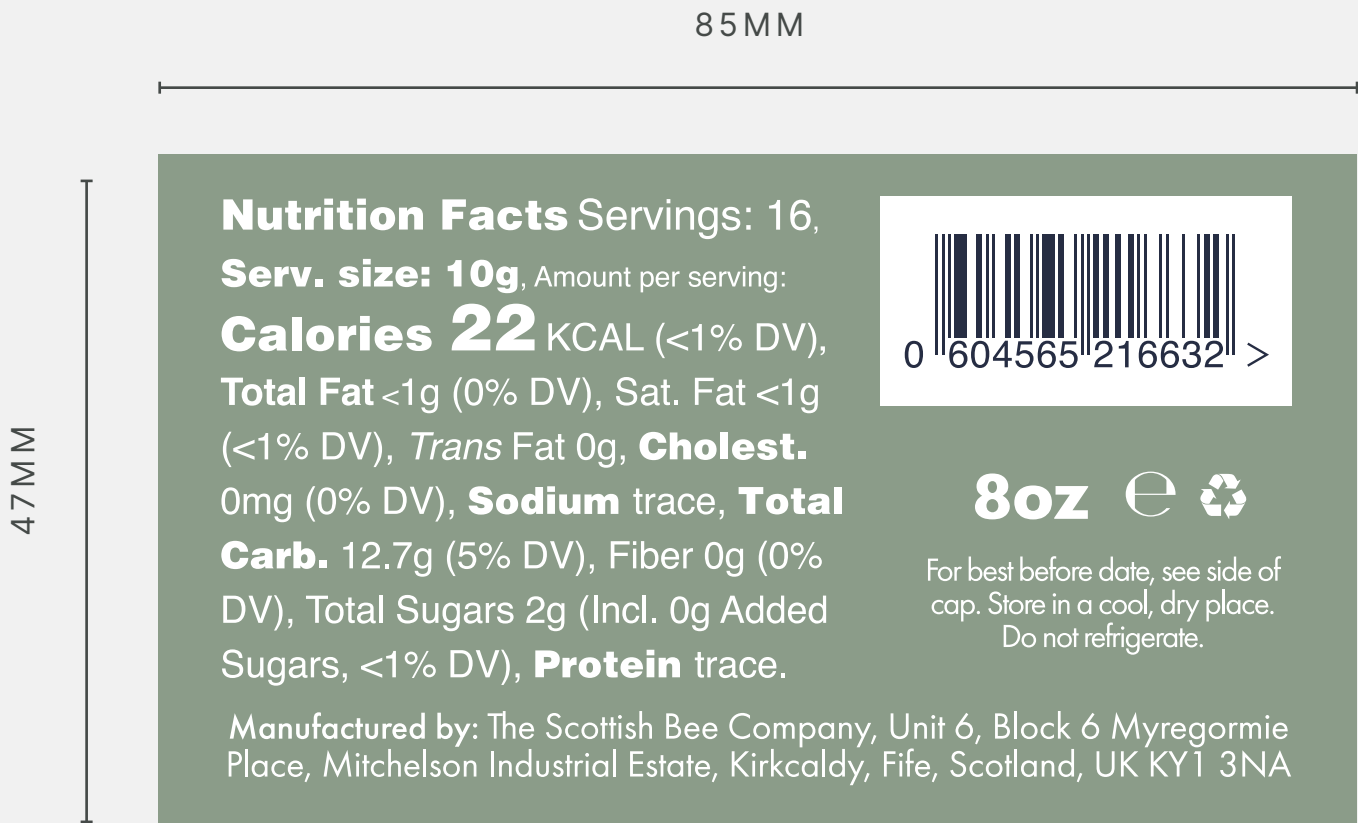 85MM
47MM
Nutrition Facts Servings: 16,
Serv. size: 10g, Amount per serving:
Calories 22 KCAL (<1% DV),
Total Fat <1g (0% DV), Sat. Fat <1g
(<1% DV), Trans Fat 0g, Cholest.
0mg (0% DV), Sodium trace, Total
Carb. 12.7g (5% DV), Fiber 0g (0%
DV), Total Sugars 2g (Incl. 0g Added
Sugars, <1% DV), Protein trace.
0 604565 216632 >
8oz ℮
For best before date, see side of
cap. Store in a cool, dry place.
Do not refrigerate.
Manufactured by: The Scottish Bee Company, Unit 6, Block 6 Myregormie
Place, Mitchelson Industrial Estate, Kirkcaldy, Fife, Scotland, UK KY1 3NA